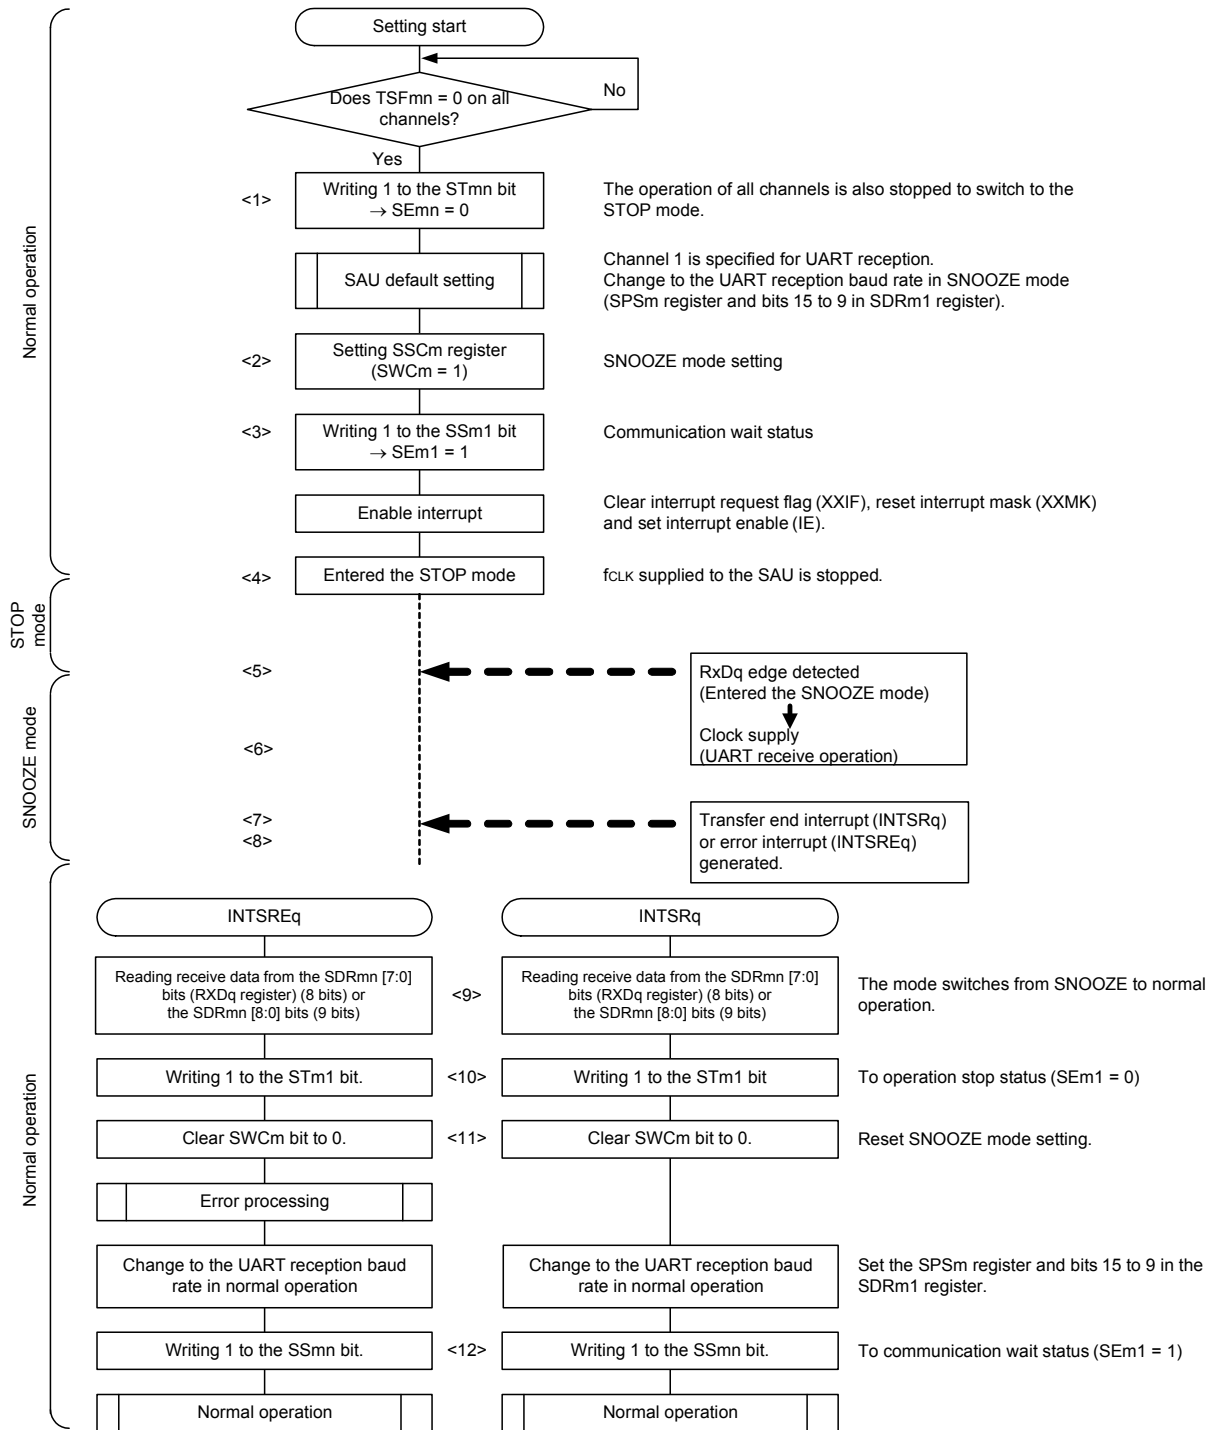 Setting start
No
Does TSFmn = 0 on all
channels?
Yes
<1>
Writing 1 to the STmn bit
→ SEmn = 0
The operation of all channels is also stopped to switch to the
STOP mode.
Normal operation
SAU default setting
Channel 1 is specified for UART reception.
Change to the UART reception baud rate in SNOOZE mode
(SPSm register and bits 15 to 9 in SDRm1 register).
<2>
Setting SSCm register
(SWCm = 1)
SNOOZE mode setting
<3>
Writing 1 to the SSm1 bit
→ SEm1 = 1
Communication wait status
Enable interrupt
Clear interrupt request flag (XXIF), reset interrupt mask (XXMK)
and set interrupt enable (IE).
<4>
Entered the STOP mode
fCLK supplied to the SAU is stopped.
STOP
mode
<5>
RxDq edge detected
(Entered the SNOOZE mode)
SNOOZE mode
<6>
Clock supply
(UART receive operation)
<7>
<8>
Transfer end interrupt (INTSRq)
or error interrupt (INTSREq)
generated.
INTSREq
INTSRq
Reading receive data from the SDRmn [7:0]
bits (RXDq register) (8 bits) or
the SDRmn [8:0] bits (9 bits)
<9>
Reading receive data from the SDRmn [7:0]
bits (RXDq register) (8 bits) or
the SDRmn [8:0] bits (9 bits)
The mode switches from SNOOZE to normal
operation.
Normal operation
Writing 1 to the STm1 bit.
<10>
Writing 1 to the STm1 bit
To operation stop status (SEm1 = 0)
Clear SWCm bit to 0.
<11>
Clear SWCm bit to 0.
Reset SNOOZE mode setting.
Error processing
Change to the UART reception baud
rate in normal operation
Change to the UART reception baud
rate in normal operation
Set the SPSm register and bits 15 to 9 in the
SDRm1 register.
Writing 1 to the SSmn bit.
<12>
Writing 1 to the SSmn bit.
To communication wait status (SEm1 = 1)
Normal operation
Normal operation